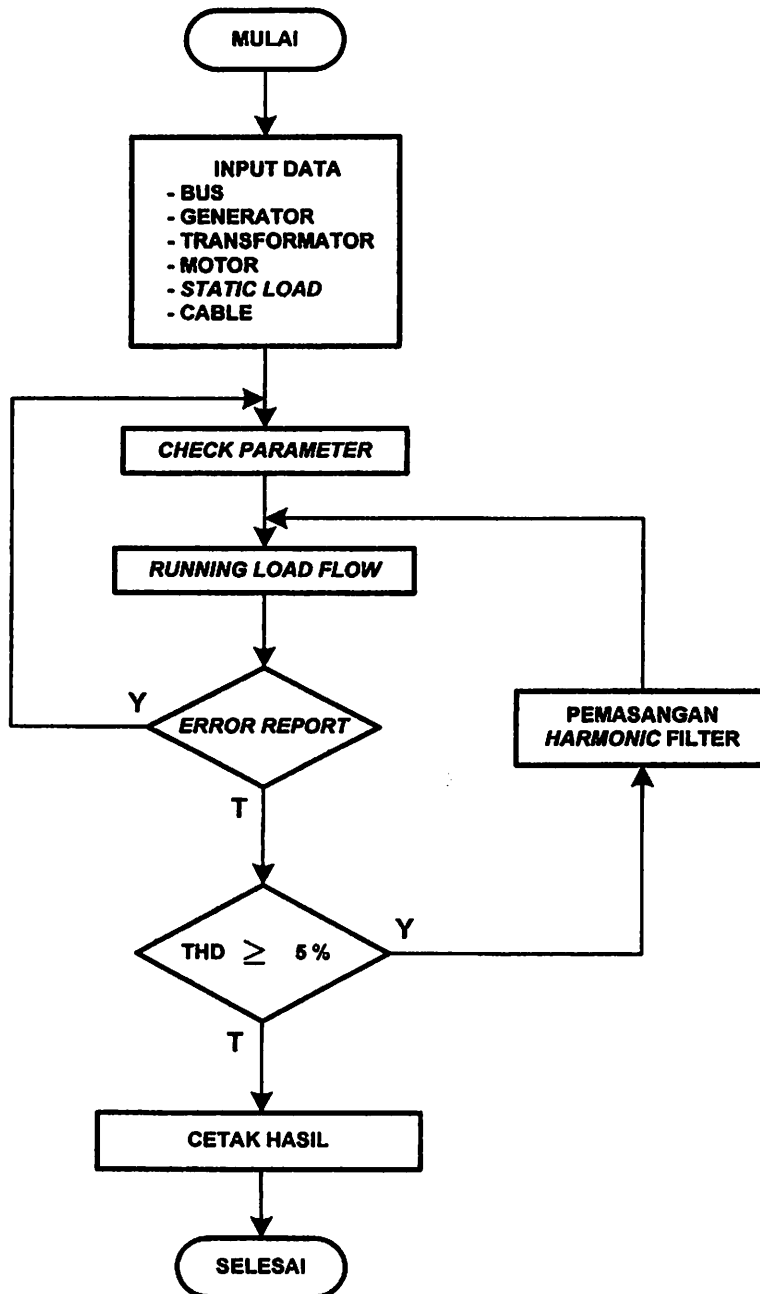 MULAI
INPUT DATA
- BUS
- GENERATOR
- TRANSFORMATOR
- MOTOR
- STATIC LOAD
- CABLE
CHECK PARAMETER
RUNNING LOAD FLOW
Y
ERROR REPORT
PEMASANGAN
HARMONIC FILTER
T
THD ≥ 5 %
Y
T
CETAK HASIL
SELESAI